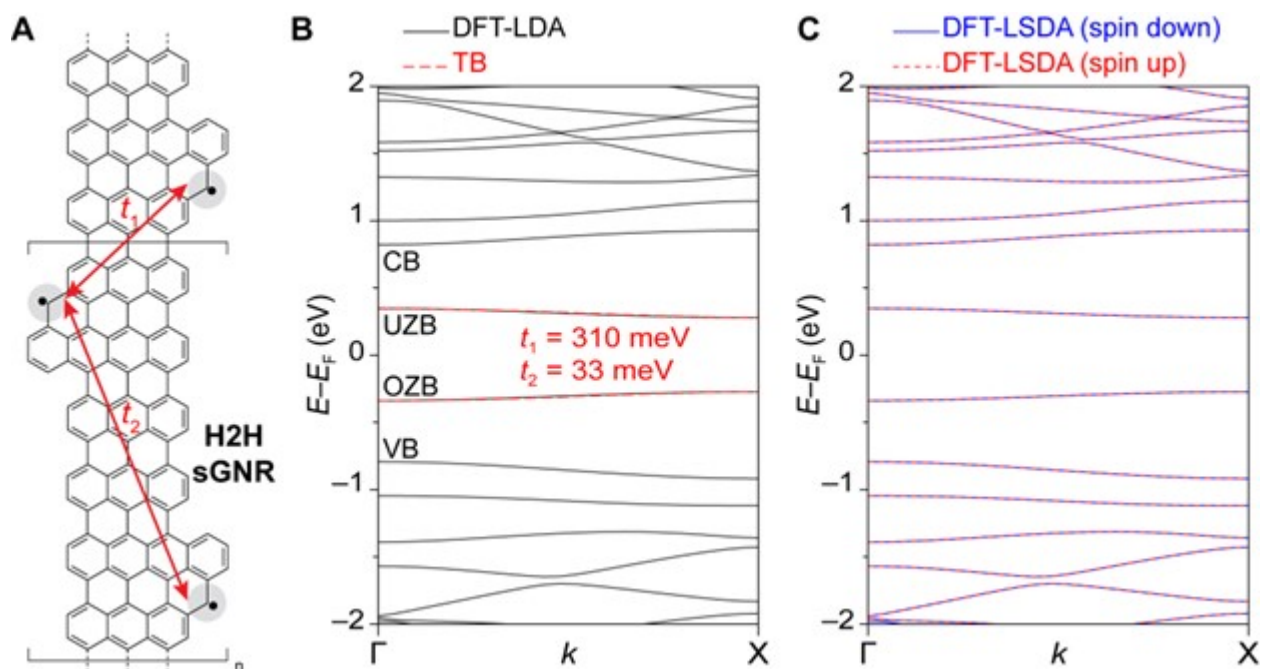 A
t1
t2
H2H
sGNR
n
B
DFT-LDA
TB
E–EF (eV)
2
1
0
−1
−2
CB
UZB
t1 = 310 meV
t2 = 33 meV
OZB
VB
Γ
k
X
C
DFT-LSDA (spin down)
DFT-LSDA (spin up)
E–EF (eV)
2
1
0
−1
−2
Γ
k
X